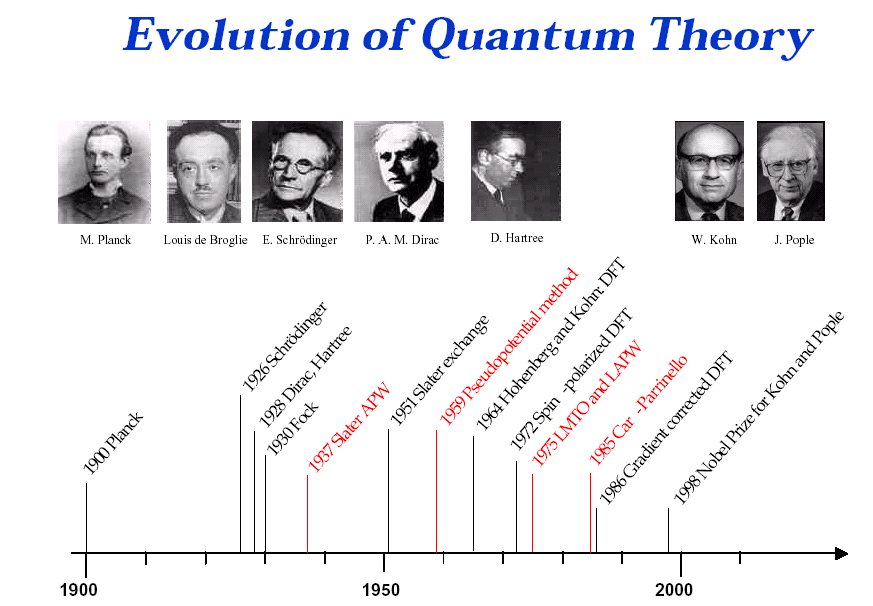 Evolution of Quantum Theory
M. Planck
Louis de Broglie
E. Schrödinger
P. A. M. Dirac
D. Hartree
W. Kohn
J. Pople
1900 Planck
1926 Schrödinger
1928 Dirac, Hartree
1930 Fock
1937 Slater APW
1951 Slater exchange
1959 Pseudopotential method
1964 Hohenberg and Kohn: DFT
1972 Spin -polarized DFT
1975 LMTO and LAPW
1985 Car -Parrinello
1986 Gradient corrected DFT
1998 Nobel Prize for Kohn and Pople
1900
1950
2000